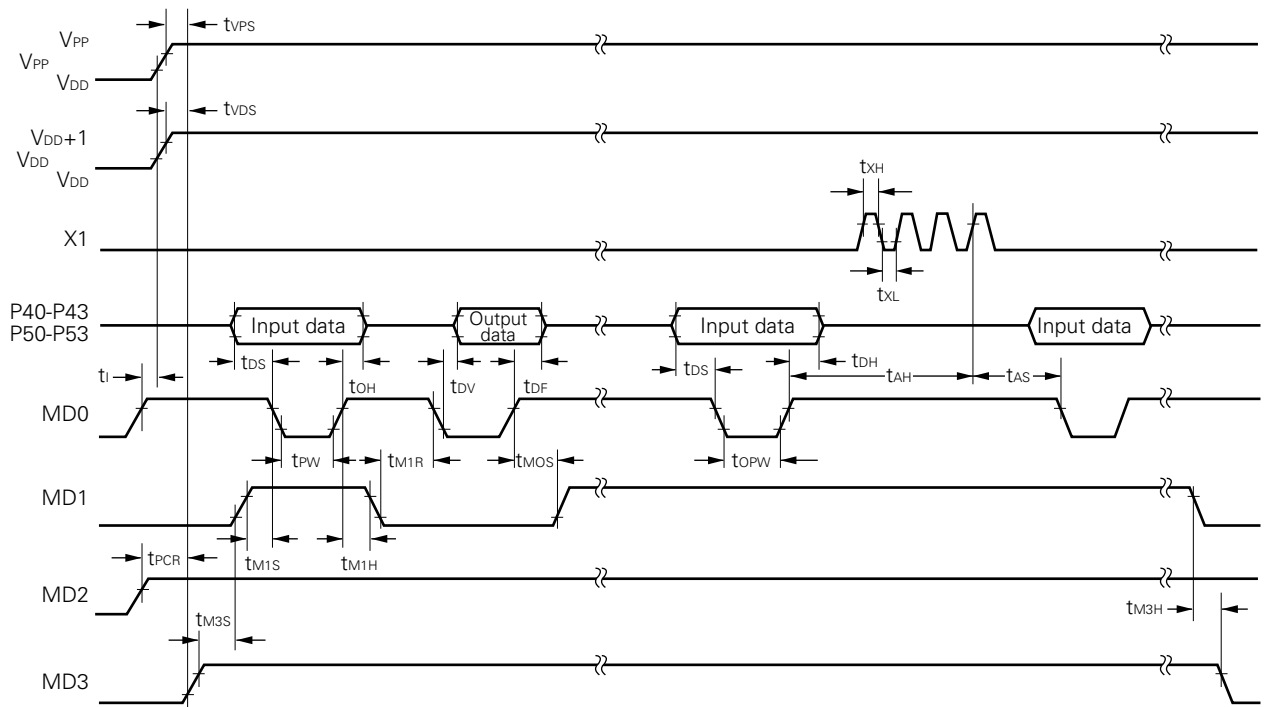 tVPS
VPP
VPP
VDD
tVDS
VDD+1
VDD
VDD
tXH
X1
tXL
P40-P43
P50-P53
Input data
Output data
Input data
Input data
tI
tDS
tOH
tDV
tDF
tDS
tDH
tAH
tAS
MD0
tPW
tM1R
tMOS
tOPW
MD1
tPCR
tM1S
tM1H
MD2
tM3S
tM3H
MD3